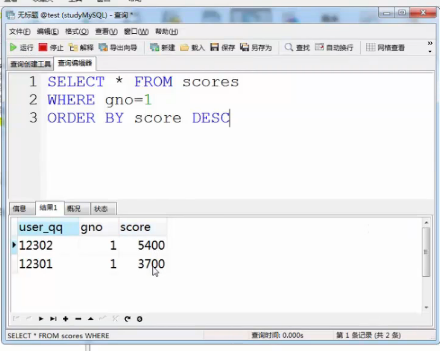 无标题 @test (studyMySQL) - 查询 *
文件(F) 编辑(E) 格式(O) 查看(V) 窗口(W) 帮助(H)
运行 停止 解释 导出向导 新建 载入 保存 另存为 查找 自动换行 网格查看
查询创建工具 查询编辑器
1 SELECT * FROM scores
2 WHERE gno=1
3 ORDER BY score DESC
信息 结果1 概况 状态
user_qq gno score
12302 1 5400
12301 1 3700
SELECT * FROM scores WHERE 查询时间: 0.000s 第 1 条记录 (共 2 条)